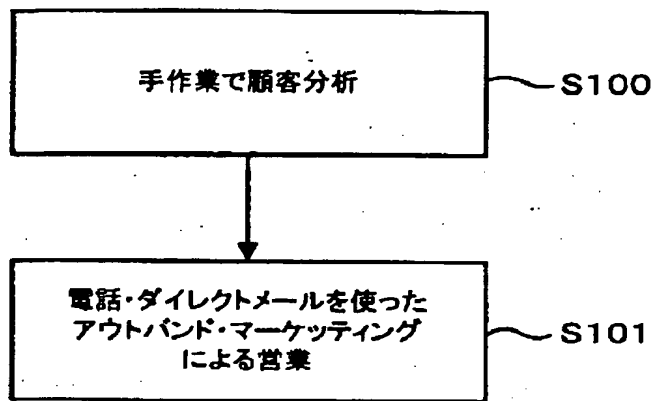 手作業で顧客分析
S100
電話・ダイレクトメールを使った
アウトバンド・マーケッティング
による営業
S101